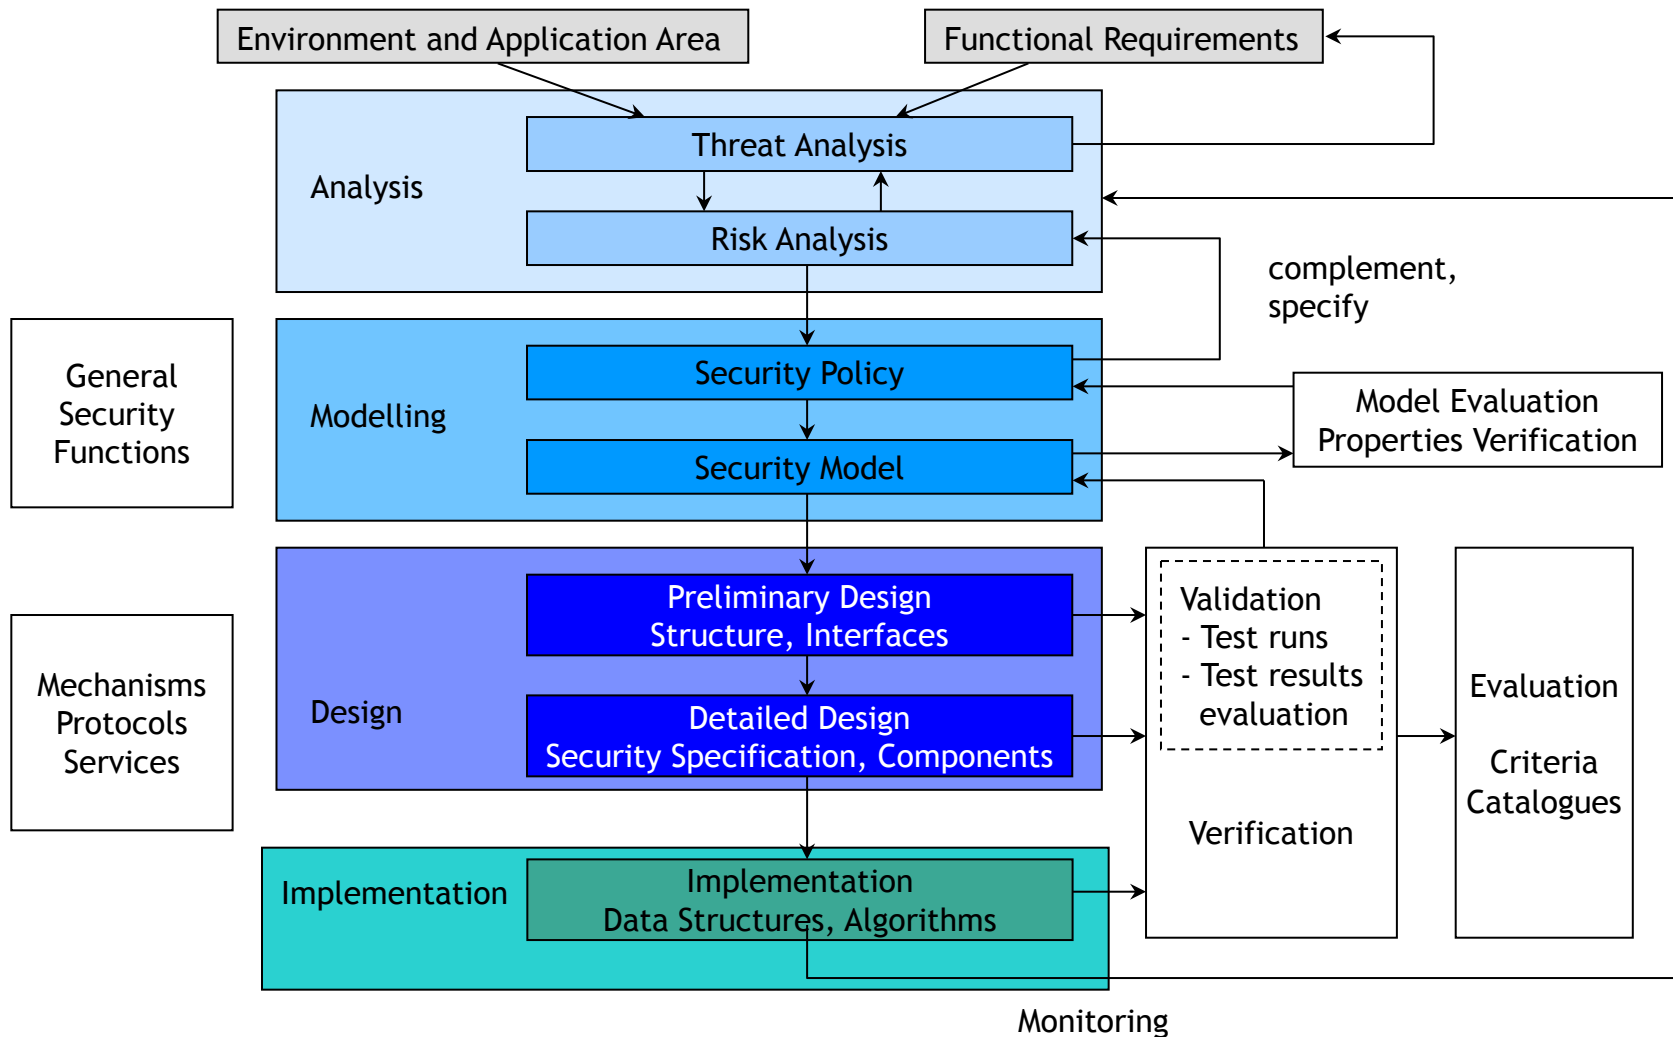 Environment and Application Area
Functional Requirements
Analysis
Threat Analysis
Risk Analysis
complement,
specify
General
Security
Functions
Modelling
Security Policy
Security Model
Model Evaluation
Properties Verification
Mechanisms
Protocols
Services
Design
Preliminary Design
Structure, Interfaces
Detailed Design
Security Specification, Components
Validation
- Test runs
- Test results
evaluation
Verification
Evaluation
Criteria
Catalogues
Implementation
Implementation
Data Structures, Algorithms
Monitoring